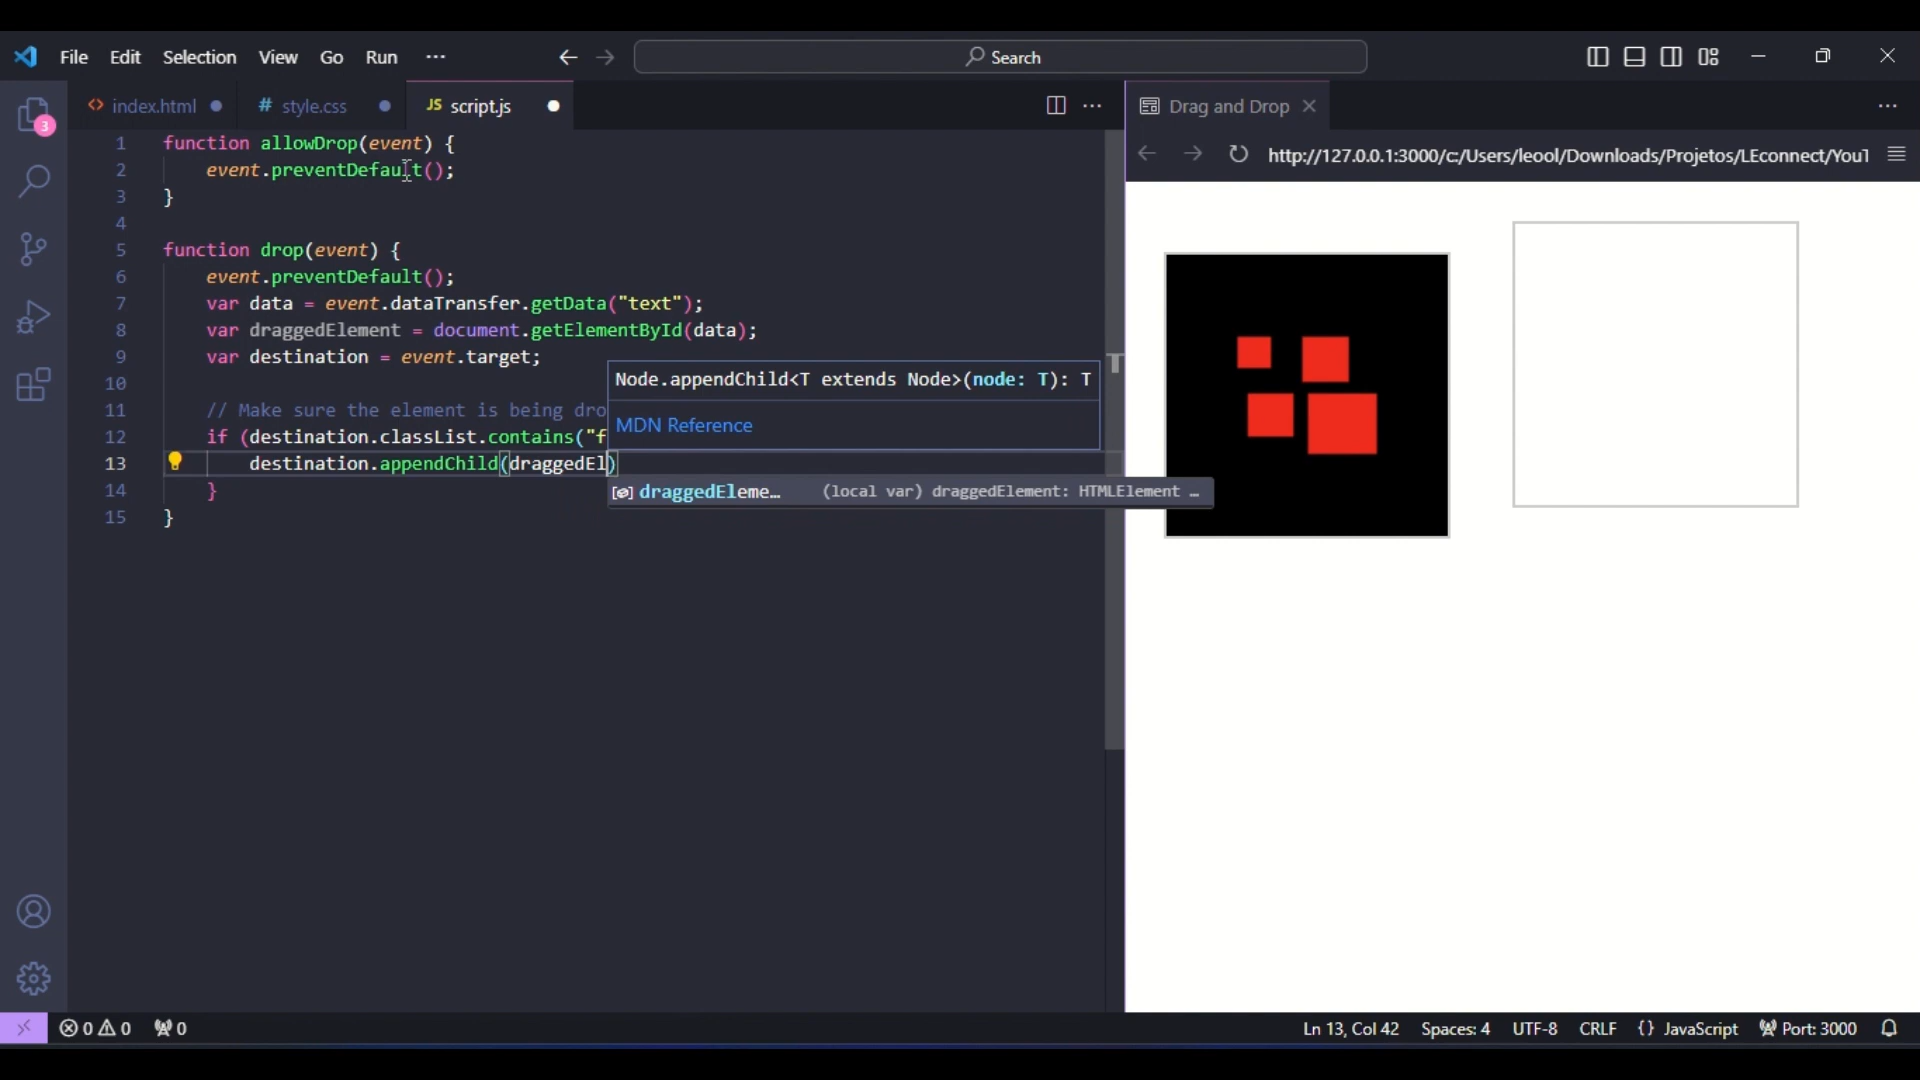 File Edit Selection View Go Run ··· Search
index.html # style.css JS script.js ··· Drag and Drop ···
http://127.0.0.1:3000/c:/Users/leool/Downloads/Projetos/LEconnect/YouT
3
1 function allowDrop(event) {
2 event.preventDefault();
3 }
4
5 function drop(event) {
6 event.preventDefault();
7 var data = event.dataTransfer.getData("text");
8 var draggedElement = document.getElementById(data);
9 var destination = event.target;
10
Node.appendChild<T extends Node>(node: T): T
MDN Reference
11 // Make sure the element is being dro
12 if (destination.classList.contains("f
13 destination.appendChild(draggedEl)
draggedEleme… (local var) draggedElement: HTMLElement …
14 }
15 }
0 0 0 Ln 13, Col 42 Spaces: 4 UTF-8 CRLF {} JavaScript Port: 3000